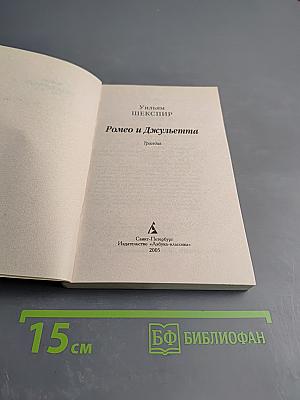 Уильям
ШЕКСПИР
Ромео и Джульетта
Трагедия
Санкт-Петербург
Издательство «Азбука-классика»
2005
15 см
БФ БИБЛИОФАН